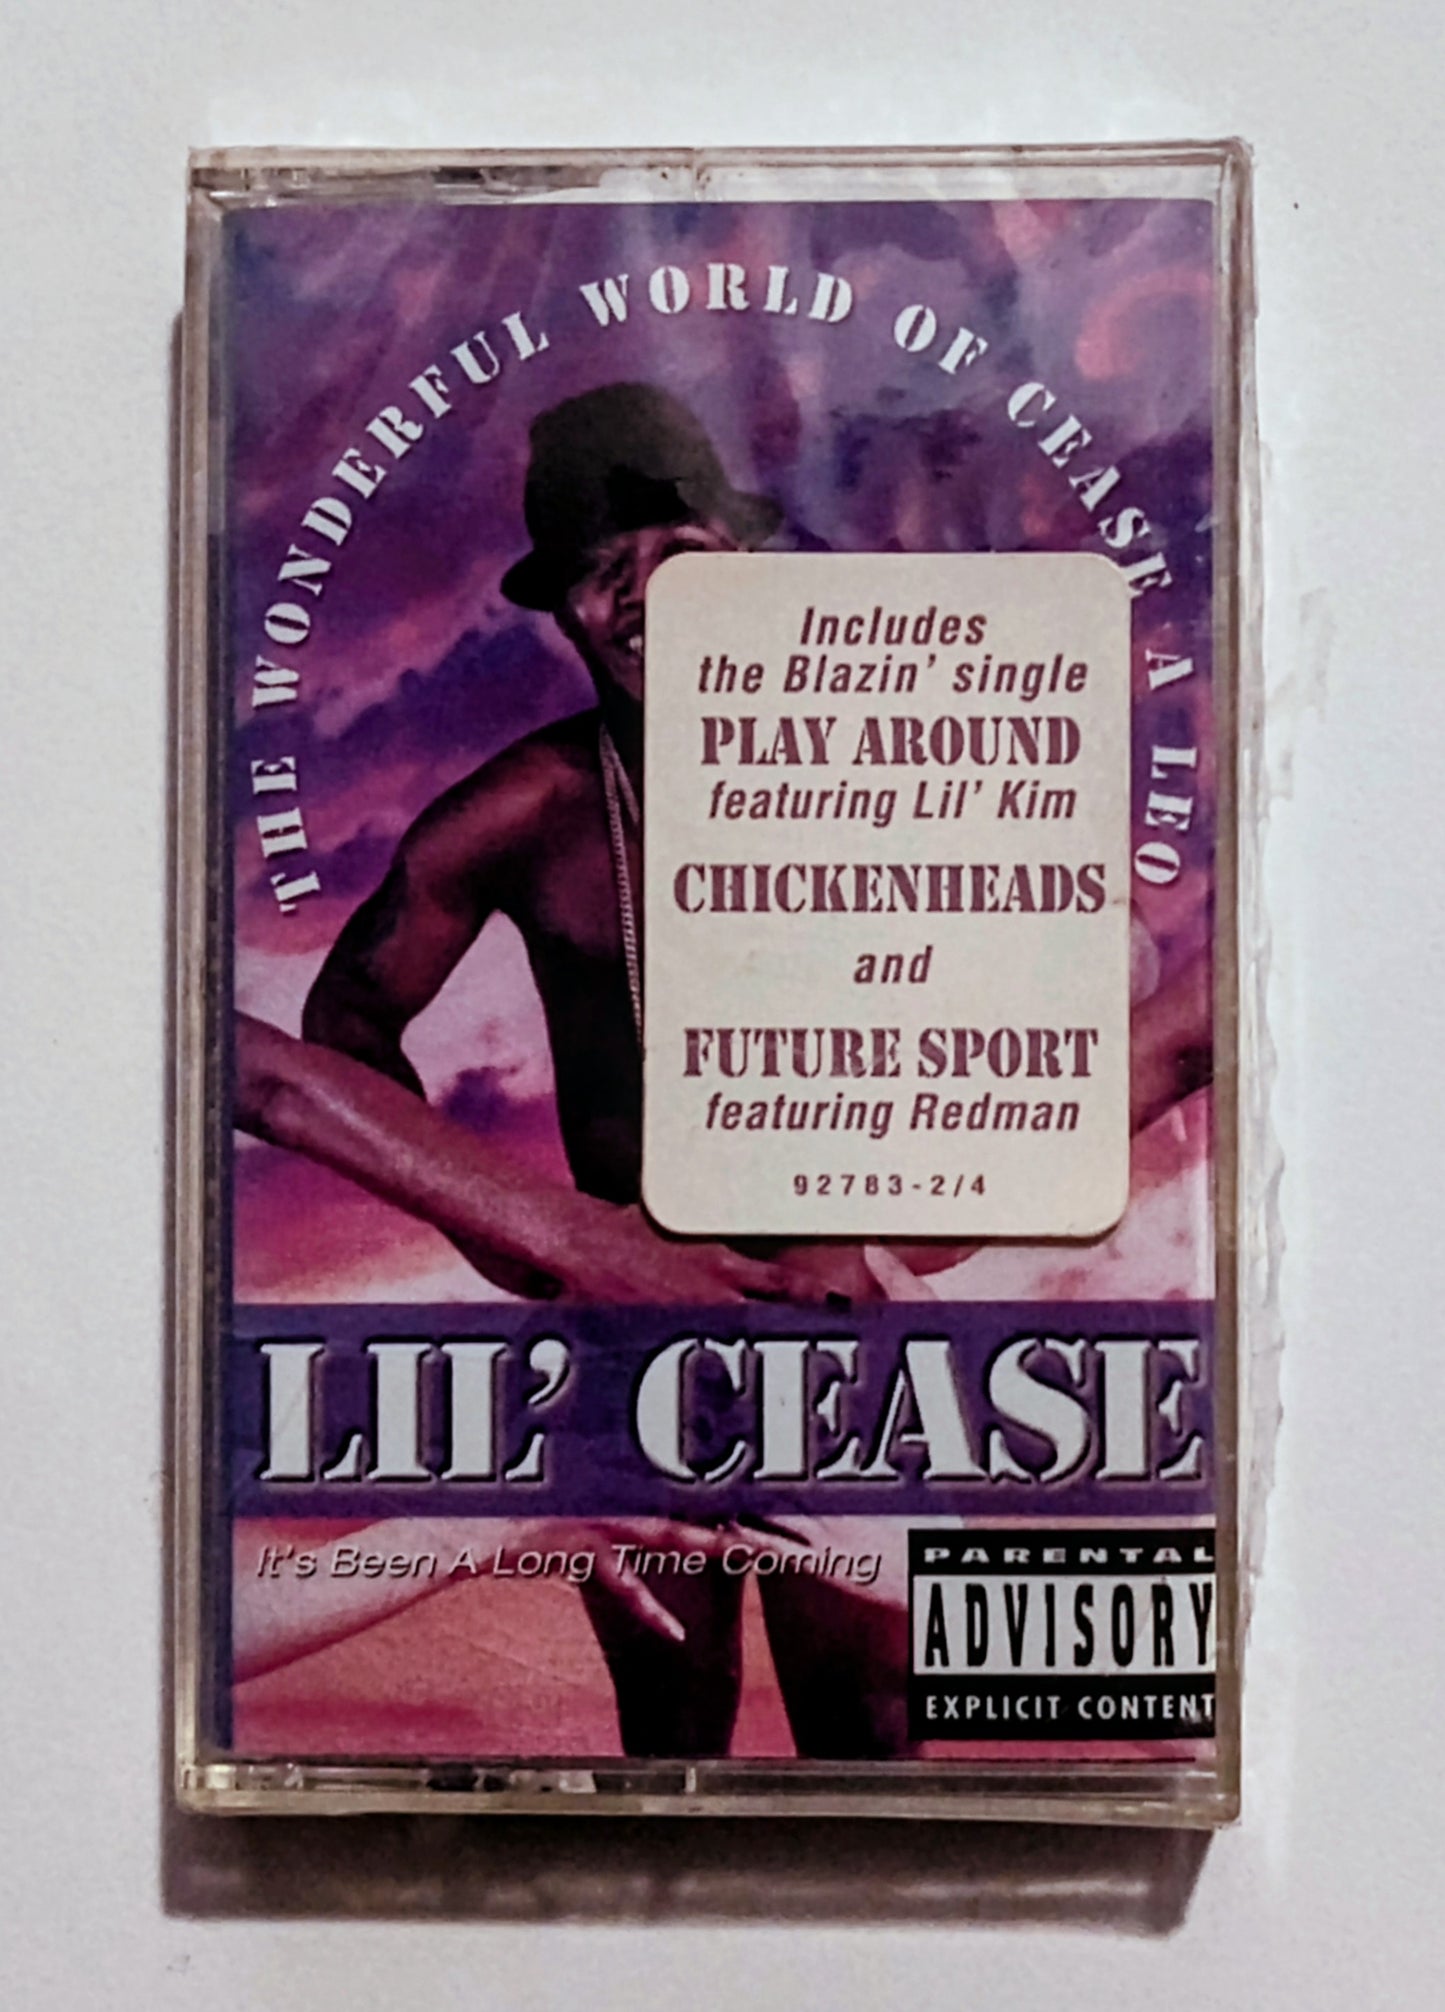 THE WONDERFUL WORLD OF CEASE A LEO
Includes
the Blazin' single
PLAY AROUND
featuring Lil' Kim
CHICKENHEADS
and
FUTURE SPORT
featuring Redman
92783-2/4
LIL' CEASE
It's Been A Long Time Coming
PARENTAL
ADVISORY
EXPLICIT CONTENT